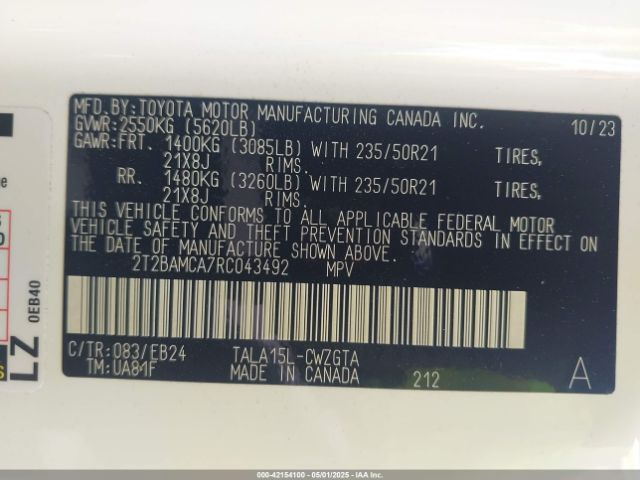 MFD.BY:TOYOTA MOTOR MANUFACTURING CANADA INC. 10/23
GVWR:2550KG (5620LB)
GAWR:FRT. 1400KG (3085LB) WITH 235/50R21 TIRES,
21X8J RIMS.
RR. 1480KG (3260LB) WITH 235/50R21 TIRES,
21X8J RIMS.
THIS VEHICLE CONFORMS TO ALL APPLICABLE FEDERAL MOTOR
VEHICLE SAFETY AND THEFT PREVENTION STANDARDS IN EFFECT ON
THE DATE OF MANUFACTURE SHOWN ABOVE.
2T2BAMCA7RC043492 MPV
C/TR:083/EB24 TALA15L-CWZGTA
TM:UA81F MADE IN CANADA 212 A
0EB40
LZ
000-42154100 - 05/01/2025 - IAA Inc. Copyright